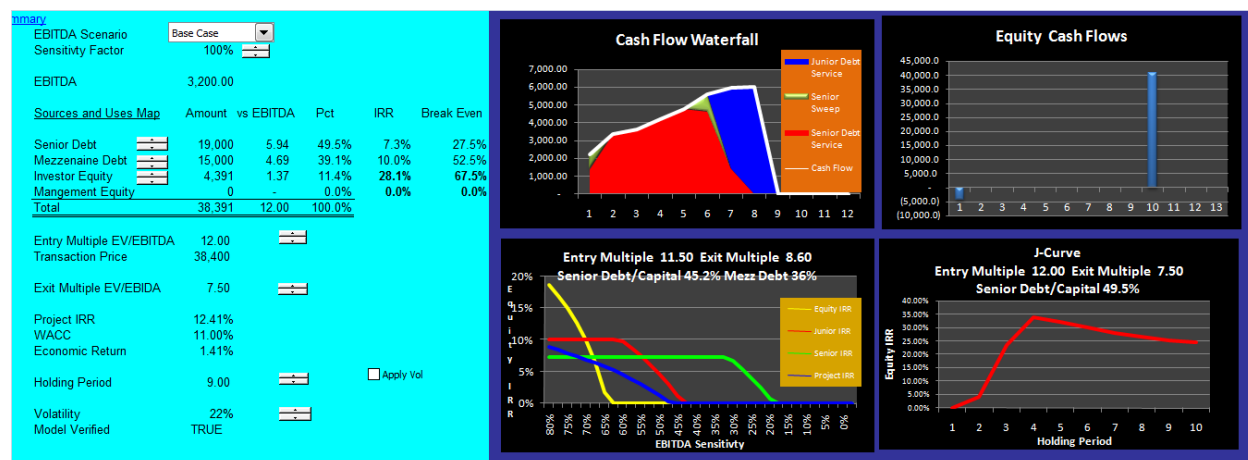 mmary
EBITDA Scenario Base Case
Sensitivity Factor 100%
EBITDA 3,200.00
Sources and Uses Map Amount vs EBITDA Pct IRR Break Even
Senior Debt 19,000 5.94 49.5% 7.3% 27.5%
Mezzenaine Debt 15,000 4.69 39.1% 10.0% 52.5%
Investor Equity 4,391 1.37 11.4% 28.1% 67.5%
Mangement Equity 0 - 0.0% 0.0% 0.0%
Total 38,391 12.00 100.0%
Entry Multiple EV/EBITDA 12.00
Transaction Price 38,400
Exit Multiple EV/EBIDA 7.50
Project IRR 12.41%
WACC 11.00%
Economic Return 1.41%
Holding Period 9.00
Apply Vol
Volatility 22%
Model Verified TRUE
Cash Flow Waterfall
7,000.00
6,000.00
5,000.00
4,000.00
3,000.00
2,000.00
1,000.00
-
1 2 3 4 5 6 7 8 9 10 11 12
Junior Debt
Service
Senior
Sweep
Senior Debt
Service
Cash Flow
Equity Cash Flows
45,000.0
40,000.0
35,000.0
30,000.0
25,000.0
20,000.0
15,000.0
10,000.0
5,000.0
-
(5,000.0)
(10,000.0)
1 2 3 4 5 6 7 8 9 10 11 12 13
Entry Multiple 11.50 Exit Multiple 8.60
Senior Debt/Capital 45.2% Mezz Debt 36%
20%
15%
10%
5%
0%
Equity IRR
80% 75% 70% 65% 60% 55% 50% 45% 40% 35% 30% 25% 20% 15% 10% 5% 0%
EBITDA Sensitivty
Equity IRR
Junior IRR
Senior IRR
Project IRR
J-Curve
Entry Multiple 12.00 Exit Multiple 7.50
Senior Debt/Capital 49.5%
40.00%
35.00%
30.00%
25.00%
20.00%
15.00%
10.00%
5.00%
0.00%
Equity IRR
1 2 3 4 5 6 7 8 9 10
Holding Period